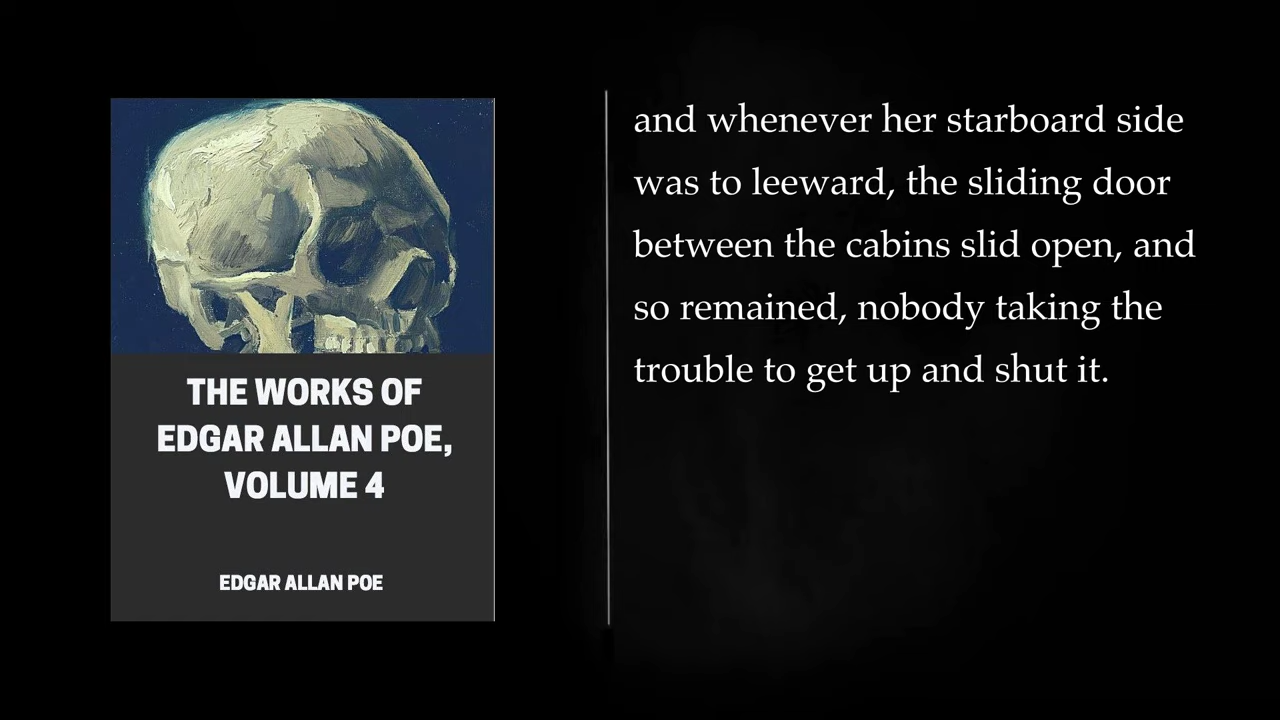 THE WORKS OF
EDGAR ALLAN POE,
VOLUME 4
EDGAR ALLAN POE
and whenever her starboard side
was to leeward, the sliding door
between the cabins slid open, and
so remained, nobody taking the
trouble to get up and shut it.